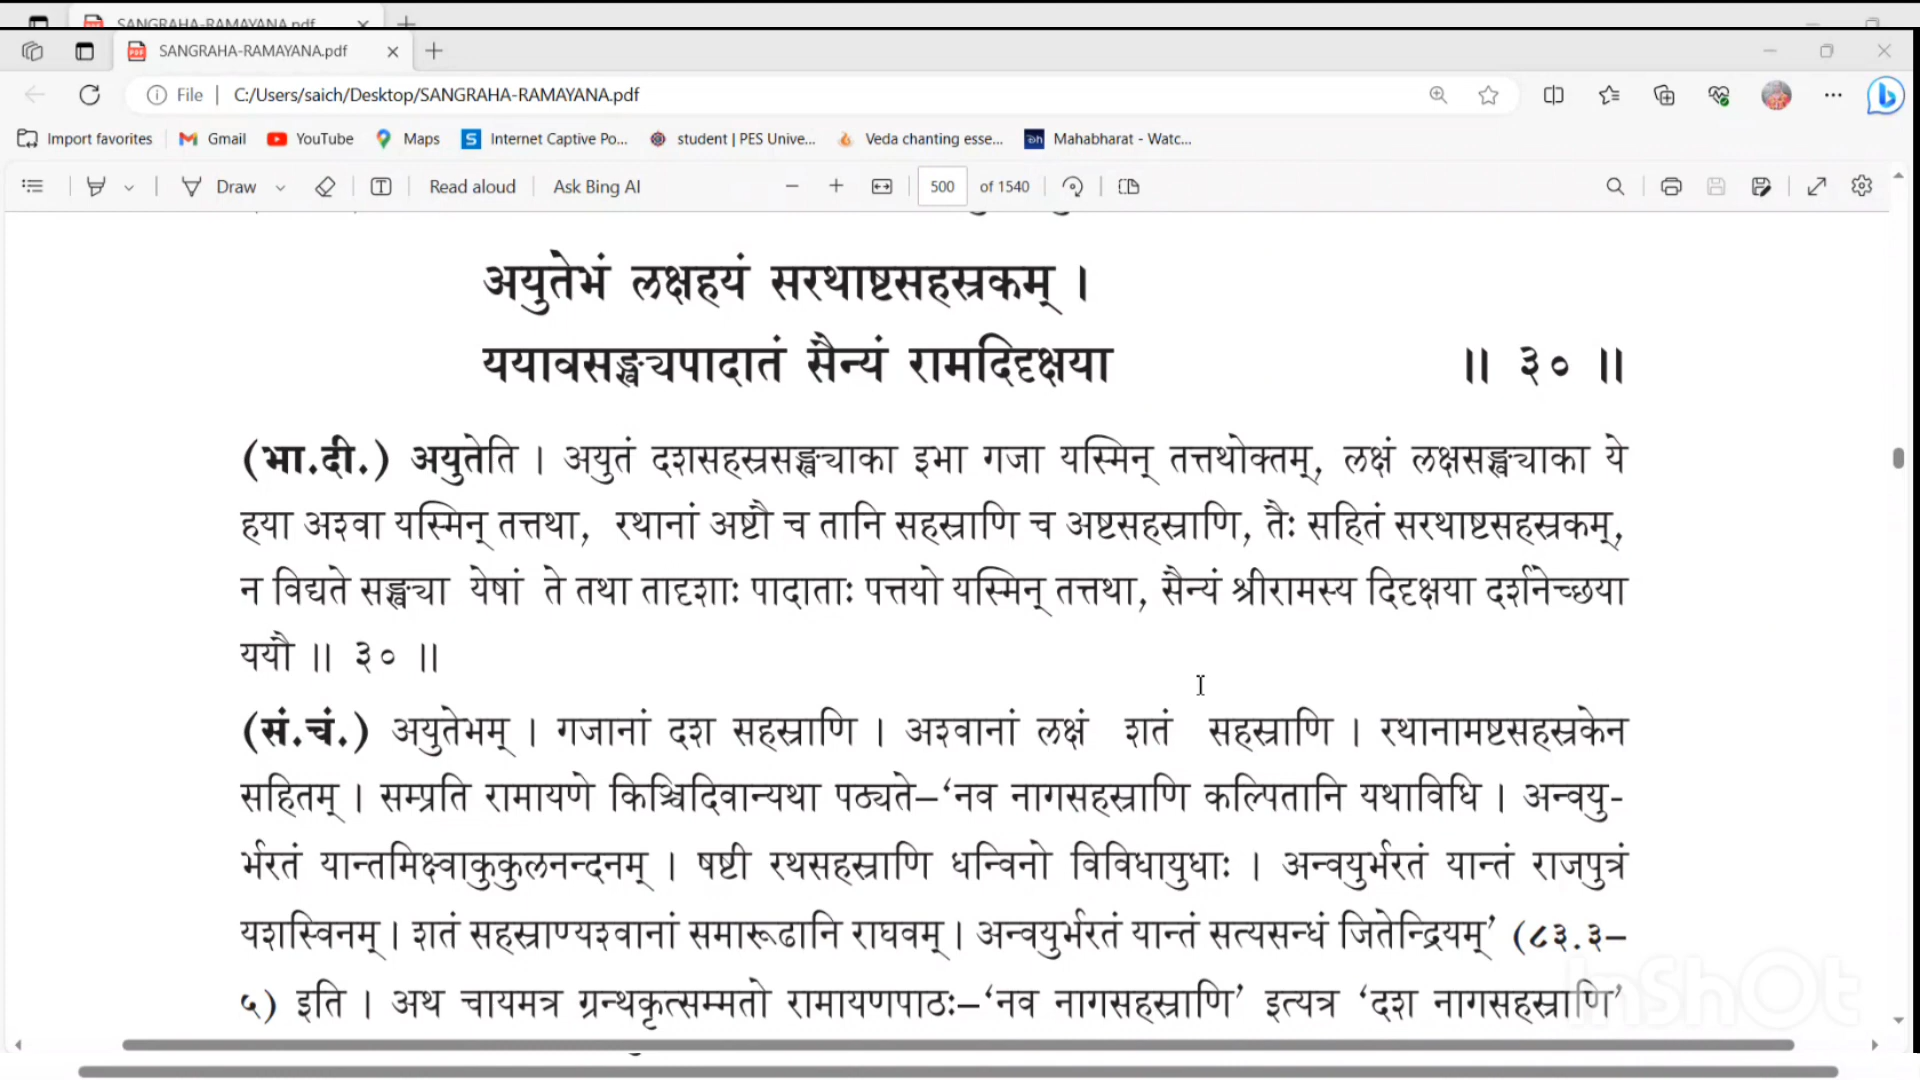 SANGRAHA-RAMAYANA.pdf
SANGRAHA-RAMAYANA.pdf
File C:/Users/saich/Desktop/SANGRAHA-RAMAYANA.pdf
Import favorites Gmail YouTube Maps Internet Captive Po... student | PES Unive... Veda chanting esse... Mahabharat - Watc...
Draw Read aloud Ask Bing AI 500 of 1540
अयुतेभं लक्षहयं सरथाष्टसहस्रकम् ।
ययावसङ्ख्यपादातं सैन्यं रामदिदृक्षया ॥ ३० ॥
(भा.दी.) अयुतेति । अयुतं दशसहस्रसङ्ख्याका इभा गजा यस्मिन् तत्तथोक्तम्, लक्षं लक्षसङ्ख्याका ये
हया अश्वा यस्मिन् तत्तथा, रथानां अष्टौ च तानि सहस्राणि च अष्टसहस्राणि, तैः सहितं सरथाष्टसहस्रकम्,
न विद्यते सङ्ख्या येषां ते तथा तादृशाः पादाताः पत्तयो यस्मिन् तत्तथा, सैन्यं श्रीरामस्य दिदृक्षया दर्शनेच्छया
ययौ ॥ ३० ॥
(सं.चं.) अयुतेभम् । गजानां दश सहस्राणि । अश्वानां लक्षं शतं सहस्राणि । रथानामष्टसहस्रकेन
सहितम् । सम्प्रति रामायणे किञ्चिदिवान्यथा पठ्यते–‘नव नागसहस्राणि कल्पितानि यथाविधि । अन्वयु-
र्भरतं यान्तमिक्ष्वाकुकुलनन्दनम् । षष्टी रथसहस्राणि धन्विनो विविधायुधाः । अन्वयुर्भरतं यान्तं राजपुत्रं
यशस्विनम् । शतं सहस्राण्यश्वानां समारूढानि राघवम् । अन्वयुर्भरतं यान्तं सत्यसन्धं जितेन्द्रियम्’ (८३.३–
५) इति । अथ चायमत्र ग्रन्थकृत्सम्मतो रामायणपाठः–‘नव नागसहस्राणि’ इत्यत्र ‘दश नागसहस्राणि’
InShOt